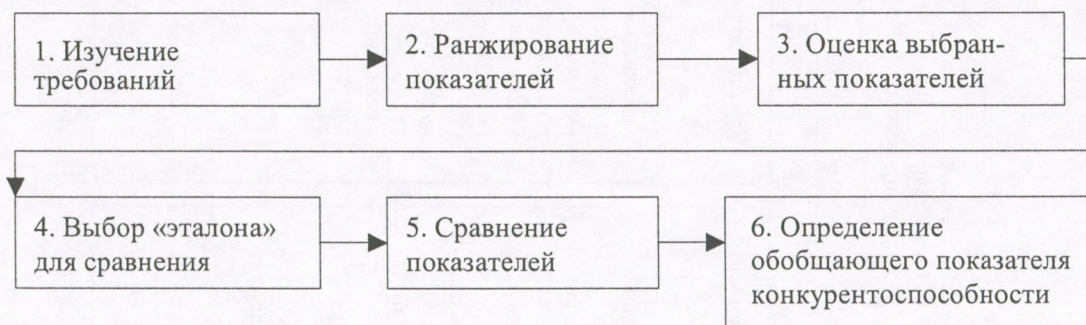 1. Изучение
требований
2. Ранжирование
показателей
3. Оценка выбран-
ных показателей
4. Выбор «эталона»
для сравнения
5. Сравнение
показателей
6. Определение
обобщающего показателя
конкурентоспособности